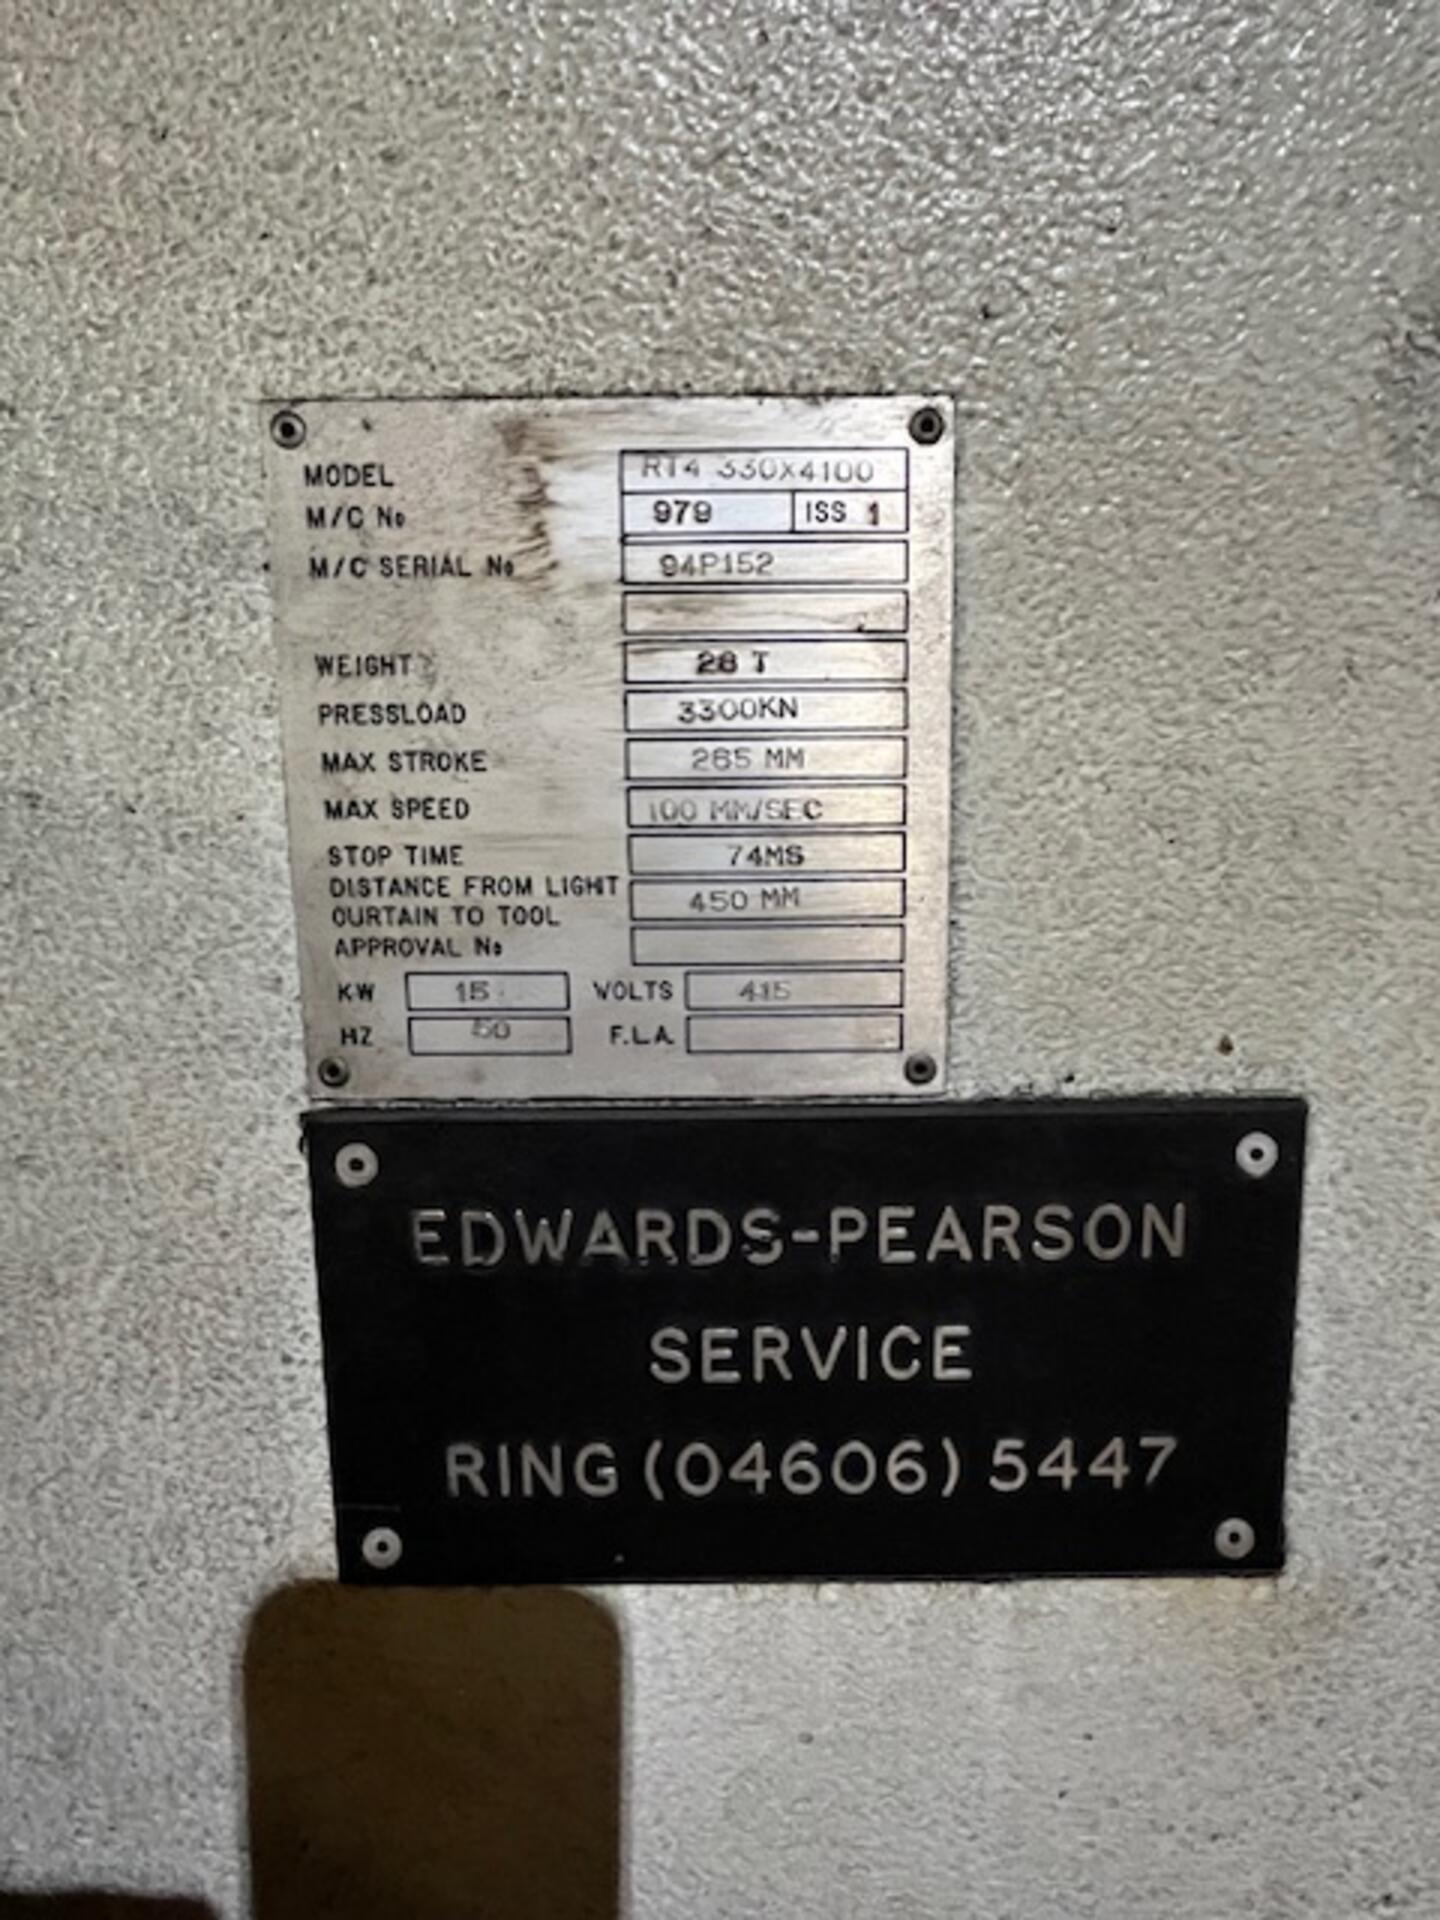 MODEL RT4 330X4100
M/C No 979 ISS 1
M/C SERIAL No 94P152
WEIGHT 28 T
PRESSLOAD 3300KN
MAX STROKE 265 MM
MAX SPEED 100 MM/SEC
STOP TIME 74MS
DISTANCE FROM LIGHT
OURTAIN TO TOOL 450 MM
APPROVAL No
KW 15 VOLTS 415
HZ 50 F.L.A.
EDWARDS-PEARSON
SERVICE
RING (04606) 5447